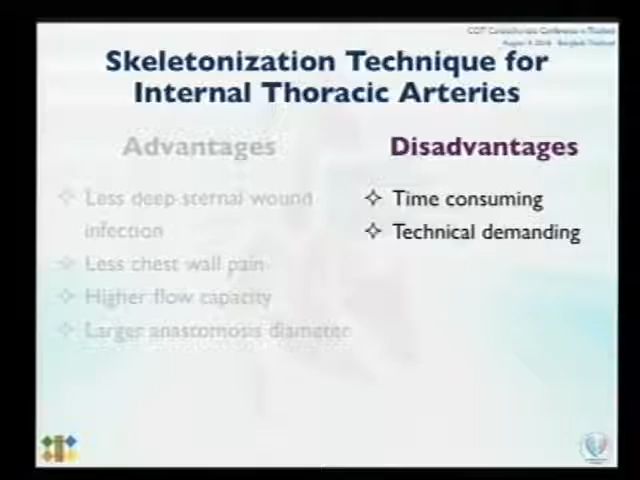 Skeletonization Technique for
Internal Thoracic Arteries
Advantages
Less deep sternal wound
infection
Less chest wall pain
Higher flow capacity
Larger anastomosis diameter
Disadvantages
Time consuming
Technical demanding